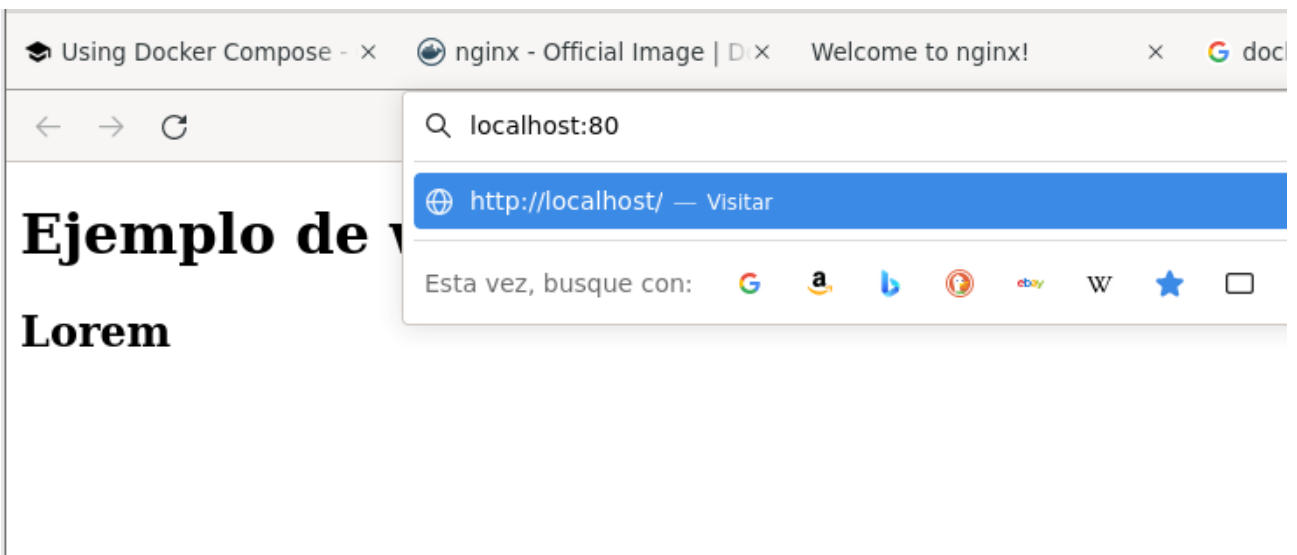 Using Docker Compose -
nginx - Official Image |
Welcome to nginx!
localhost:80
http://localhost/ — Visitar
Ejemplo de
Esta vez, busque con:
a
ebay
W
Lorem